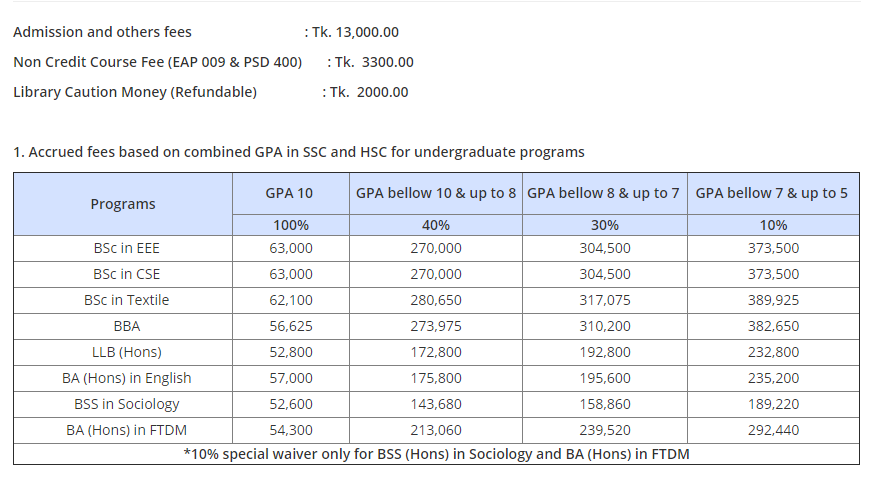 Admission and others fees : Tk. 13,000.00
Non Credit Course Fee (EAP 009 & PSD 400) : Tk. 3300.00
Library Caution Money (Refundable) : Tk. 2000.00
1. Accrued fees based on combined GPA in SSC and HSC for undergraduate programs
Programs GPA 10 GPA bellow 10 & up to 8 GPA bellow 8 & up to 7 GPA bellow 7 & up to 5
100% 40% 30% 10%
BSc in EEE 63,000 270,000 304,500 373,500
BSc in CSE 63,000 270,000 304,500 373,500
BSc in Textile 62,100 280,650 317,075 389,925
BBA 56,625 273,975 310,200 382,650
LLB (Hons) 52,800 172,800 192,800 232,800
BA (Hons) in English 57,000 175,800 195,600 235,200
BSS in Sociology 52,600 143,680 158,860 189,220
BA (Hons) in FTDM 54,300 213,060 239,520 292,440
*10% special waiver only for BSS (Hons) in Sociology and BA (Hons) in FTDM